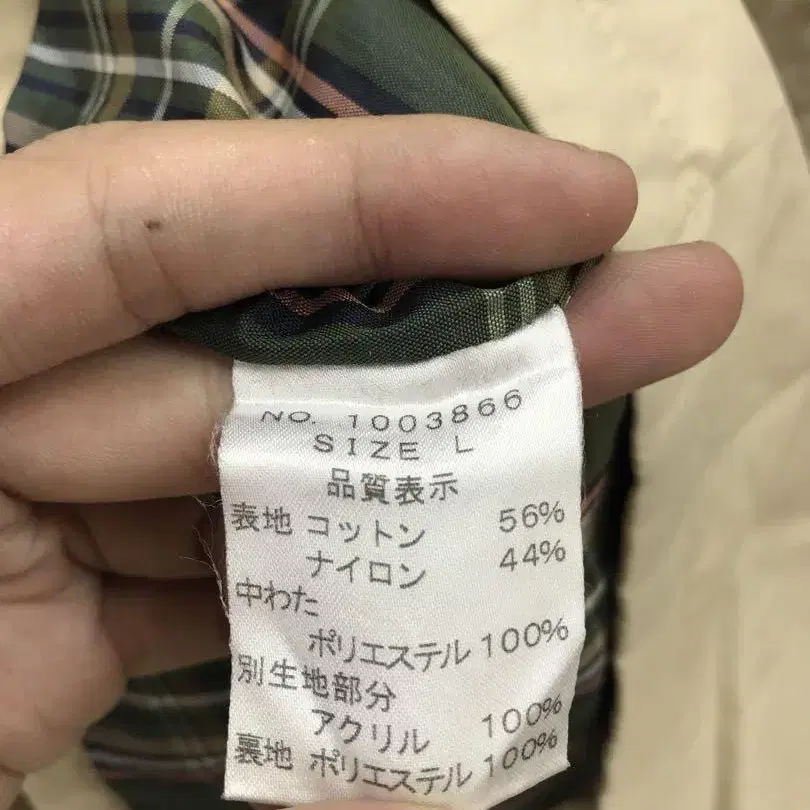 NO. 1003866
SIZE L
品質表示
表地 コットン 56%
ナイロン 44%
中わた
ポリエステル 100%
別生地部分
アクリル 100%
裏地 ポリエステル 100%